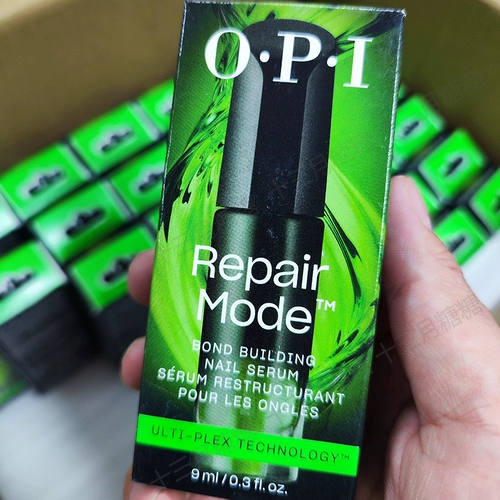 O·P·I
Repair
Mode™
BOND BUILDING
NAIL SERUM
SÉRUM RESTRUCTURANT
POUR LES ONGLES
ULTI-PLEX TECHNOLOGY™
9 ml / 0.3 fl. oz.